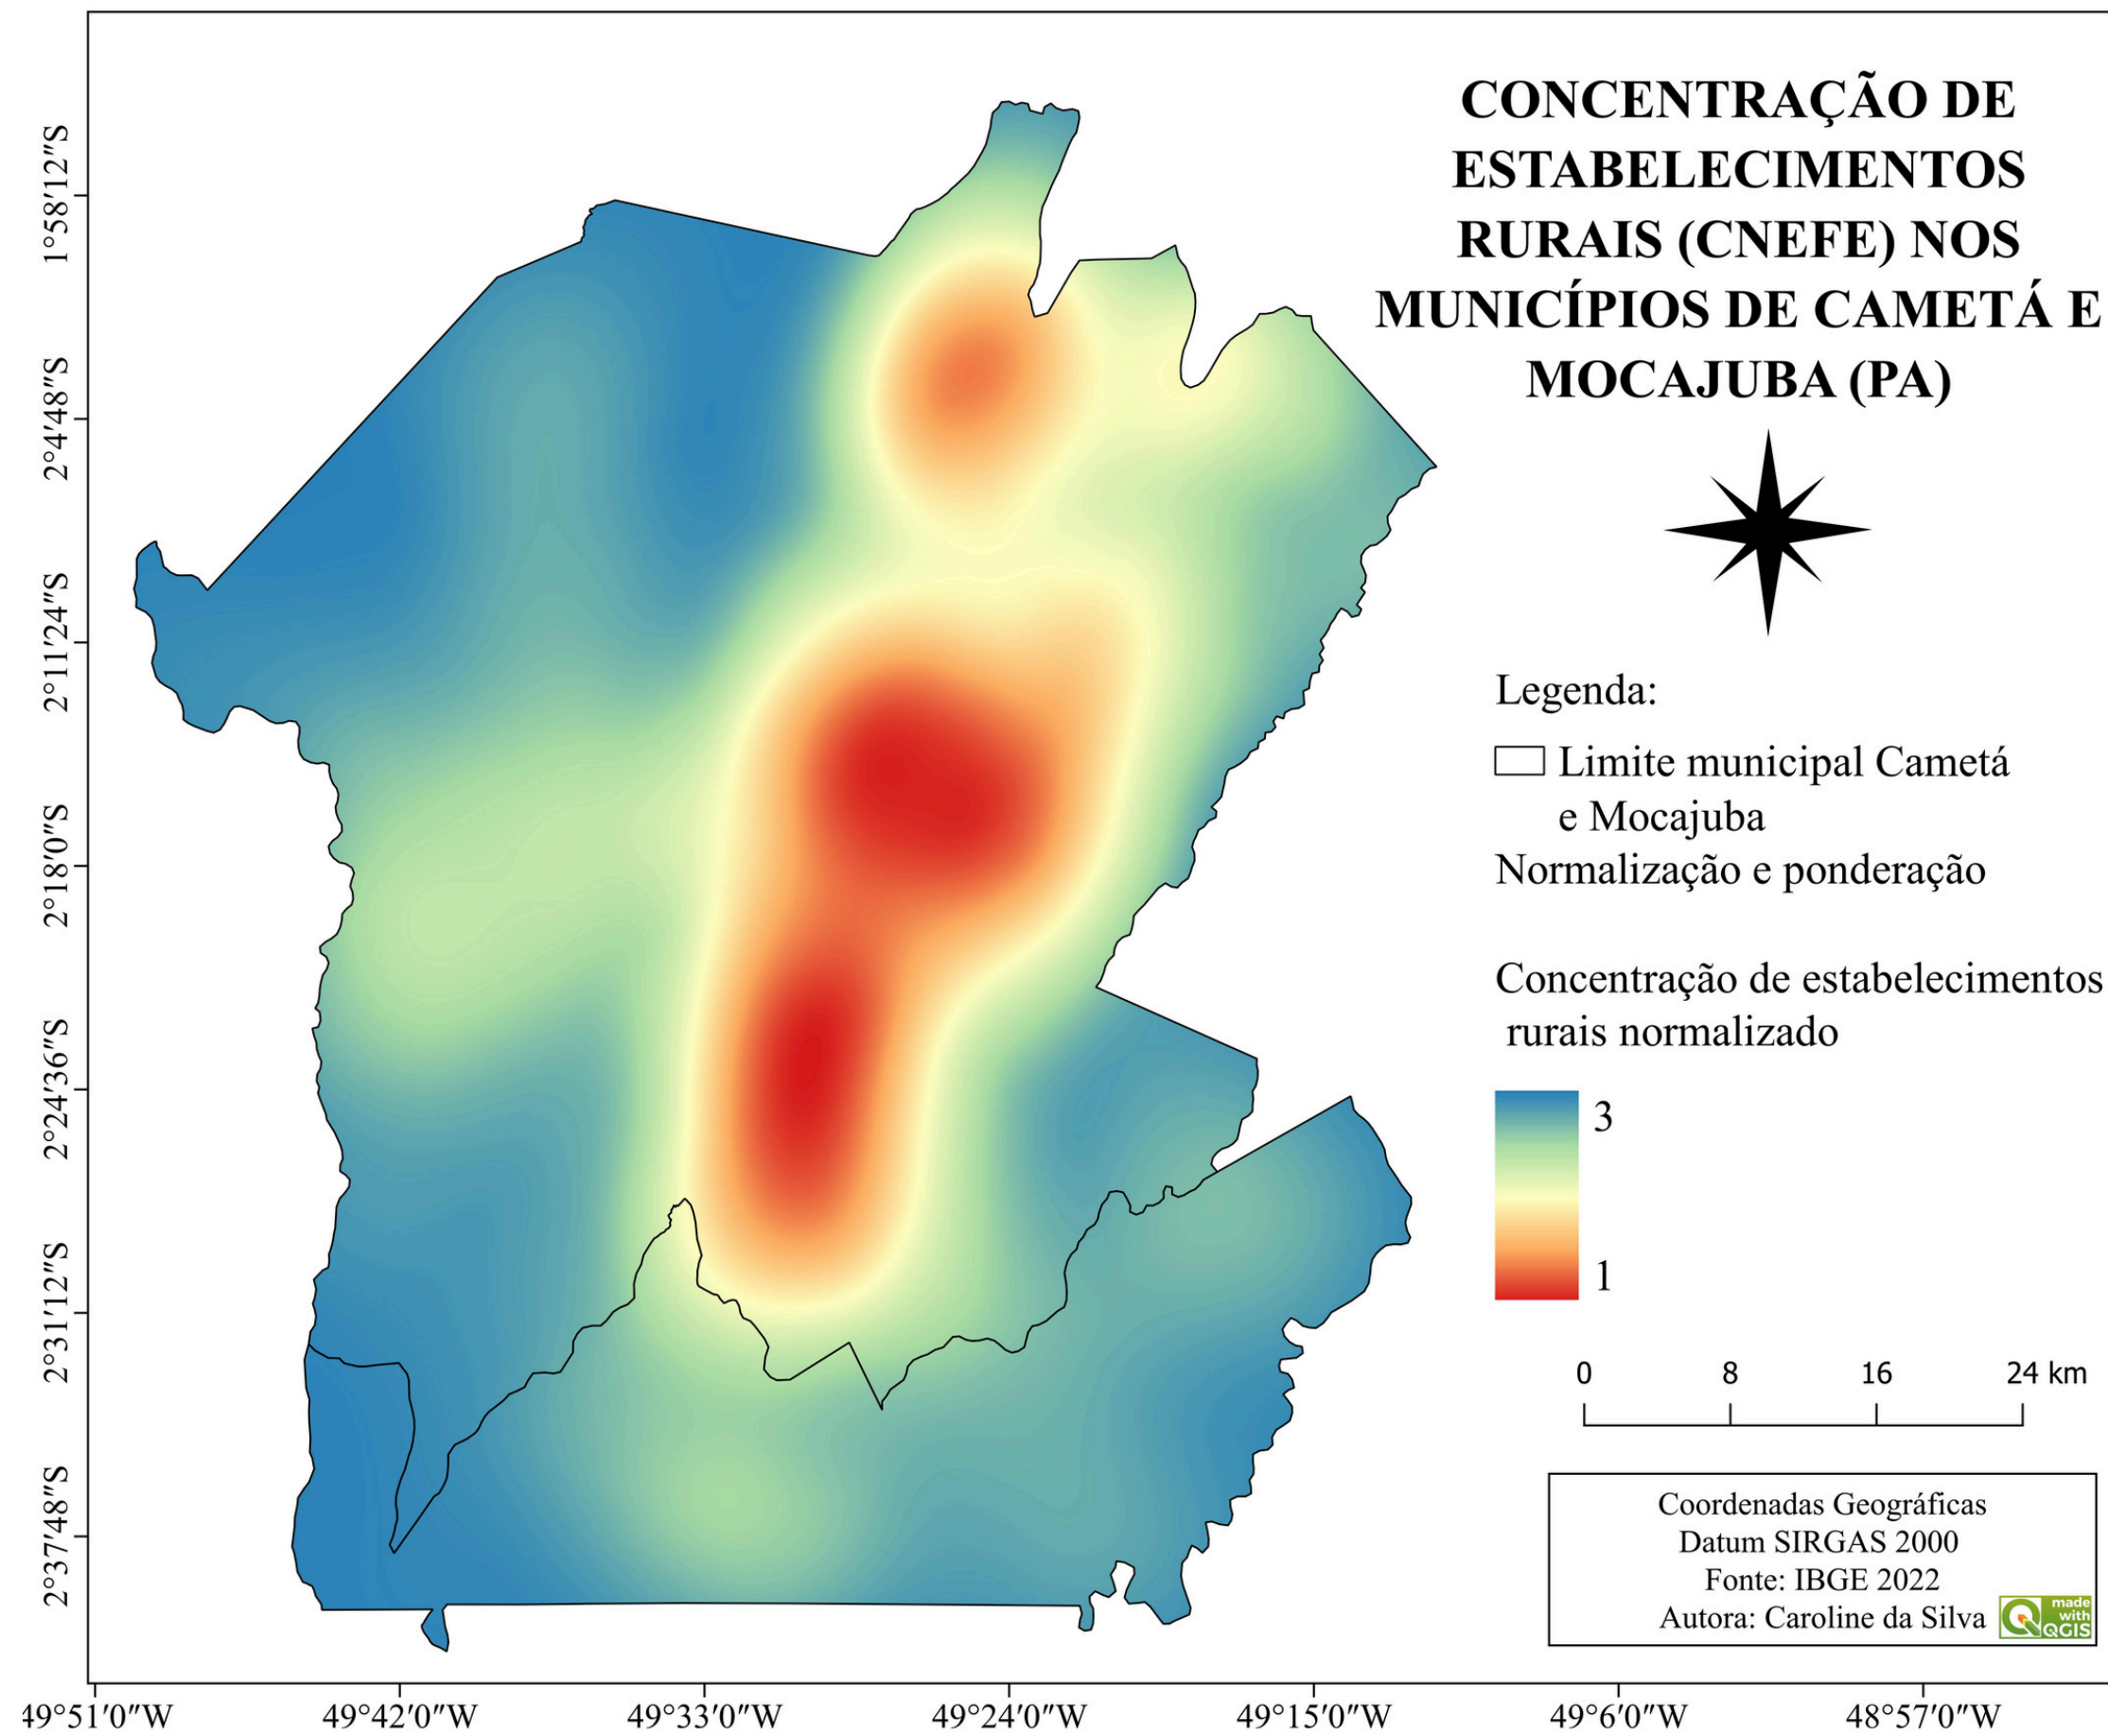 CONCENTRAÇÃO DE
ESTABELECIMENTOS
RURAIS (CNEFE) NOS
MUNICÍPIOS DE CAMETÁ E
MOCAJUBA (PA)
1°58′12″S
2°4′48″S
2°11′24″S
2°18′0″S
2°24′36″S
2°31′12″S
2°37′48″S
Legenda:
Limite municipal Cametá
e Mocajuba
Normalização e ponderação
Concentração de estabelecimentos
rurais normalizado
3
1
0 8 16 24 km
Coordenadas Geográficas
Datum SIRGAS 2000
Fonte: IBGE 2022
Autora: Caroline da Silva
made
with
QGIS
49°51′0″W 49°42′0″W 49°33′0″W 49°24′0″W 49°15′0″W 49°6′0″W 48°57′0″W